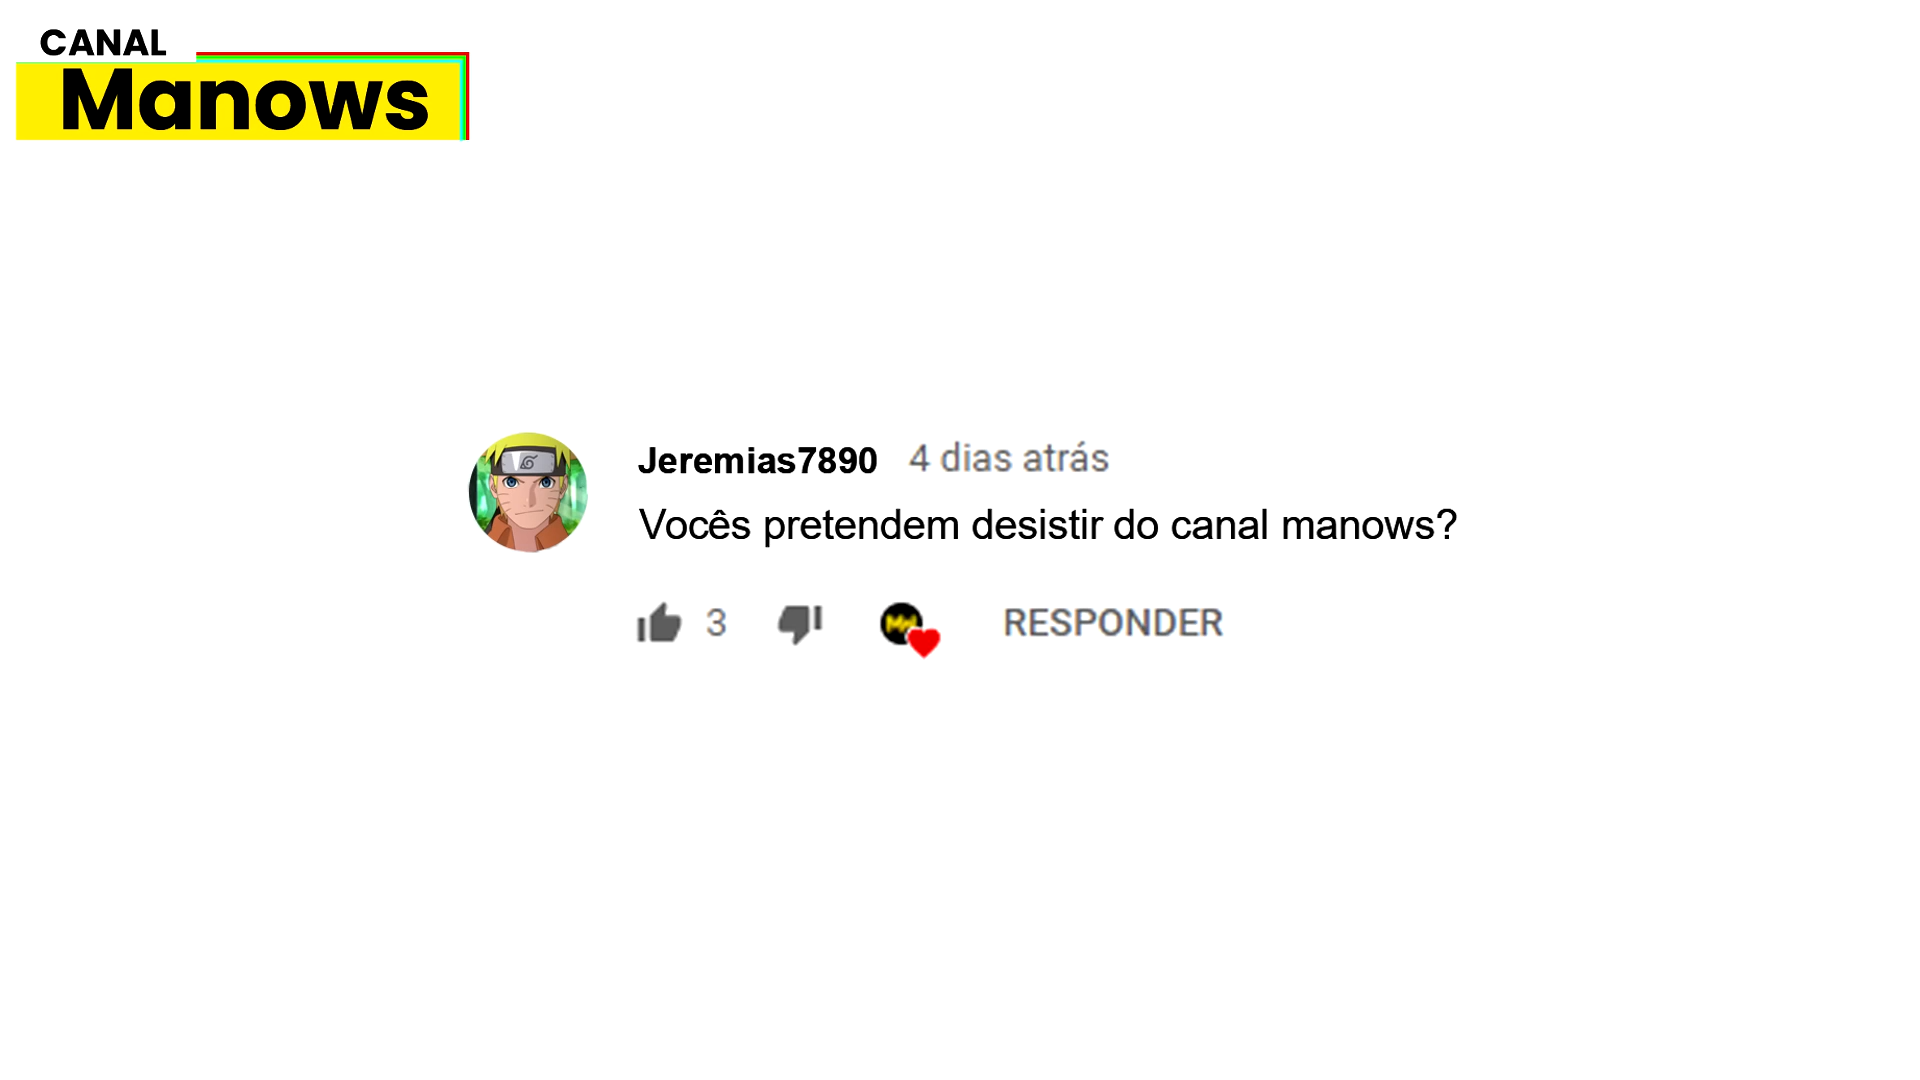 CANAL
Manows
Jeremias7890 4 dias atrás
Vocês pretendem desistir do canal manows?
3 RESPONDER